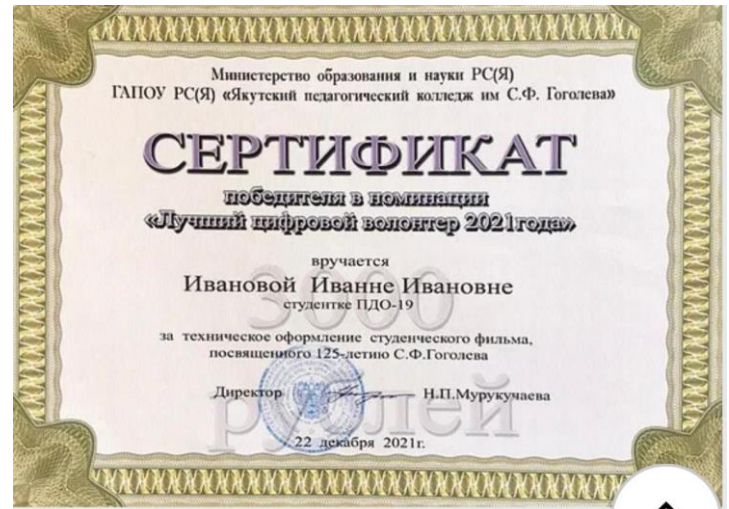 Министерство образования и науки РС(Я)
ГАПОУ РС(Я) «Якутский педагогический колледж им С.Ф. Гоголева»
СЕРТИФИКАТ
победителя в номинации
«Лучший цифровой волонтер 2021года»
вручается
Ивановой Иванне Ивановне
3000
студентке ПДО-19
за техническое оформление студенческого фильма,
посвященного 125-летию С.Ф.Гоголева
Директор Н.П.Мурукучаева
рублей
22 декабря 2021г.